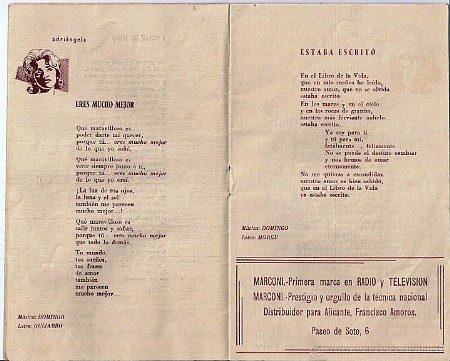 adriángela
ERES MUCHO MEJOR
Qué maravilloso es
poder darte mi querer,
porque tú... eres mucho mejor
de lo que yo soñé.
Qué maravilloso es
vivir siempre junto a ti,
porque tú... eres mucho mejor
de lo que yo creí.
¡La luz de tus ojos,
la luna y el sol
también me parecen
mucho mejor...!
Qué maravilloso es
salir juntos y soñar,
porque tú... eres mucho mejor
que todo lo demás.
Tu mundo,
tus sueños,
tus frases
de amor
también
me parecen
mucho mejor...
Música: DOMINGO
Letra: GUIJARRO
ESTABA ESCRITO
En el Libro de la Vida,
que en mis sueños he leído,
nuestro amor, que no se olvida
estaba escrito.
En los mares y en el cielo
y en las rocas de granito,
nuestro más ferviente anhelo
estaba escrito.
Yo soy para ti
y tú para mí,
fatalmente... felizmente.
No se puede el destino cambiar
y nos hemos de amar
eternamente.
No me quieras a escondidas,
nuestro amor es bien sabido,
que en el Libro de la Vida
ya estaba escrito.
Música: DOMINGO
Letra: MOREU
MARCONI.-Primera marca en RADIO y TELEVISION
MARCONI.-Prestigio y orgullo de la técnica nacional
Distribuidor para Alicante, Francisco Amorós.
Paseo de Soto, 6